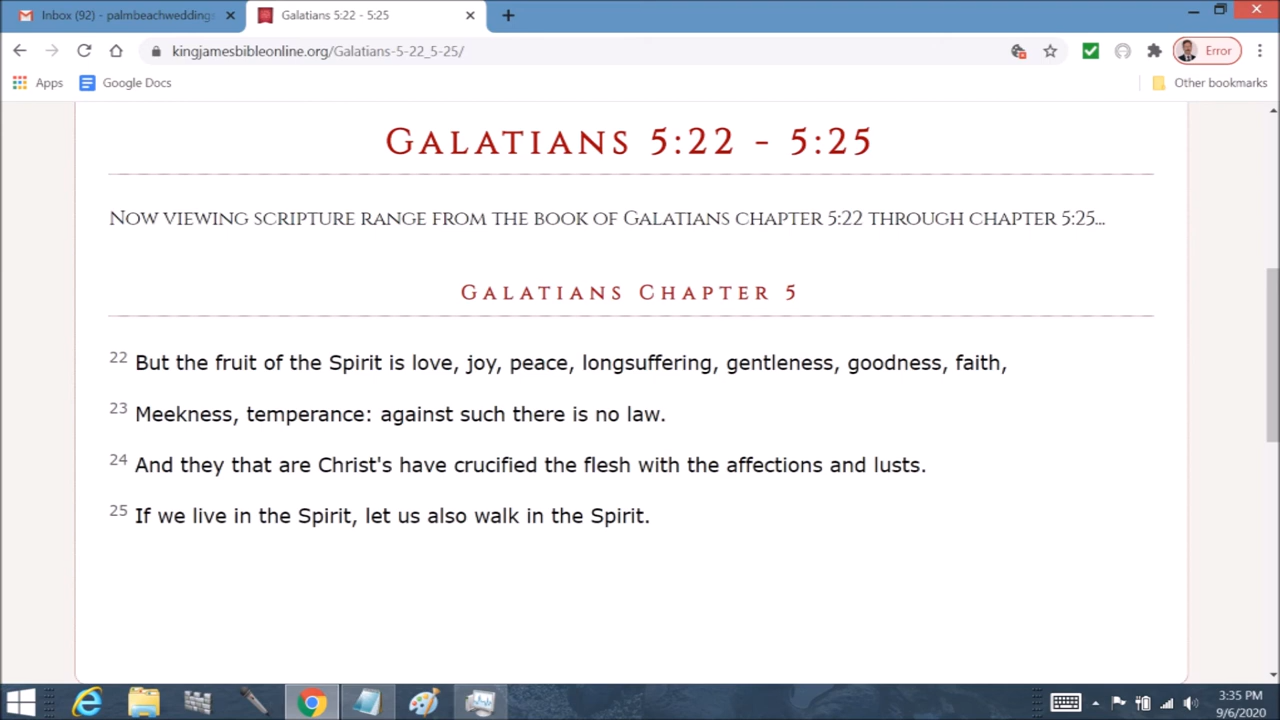 Inbox (92) - palmbeachwedding
Galatians 5:22 - 5:25
kingjamesbibleonline.org/Galatians-5-22_5-25/
Error
Apps
Google Docs
Other bookmarks
Galatians 5:22 - 5:25
Now viewing scripture range from the book of Galatians chapter 5:22 through chapter 5:25...
Galatians Chapter 5
22 But the fruit of the Spirit is love, joy, peace, longsuffering, gentleness, goodness, faith,
23 Meekness, temperance: against such there is no law.
24 And they that are Christ's have crucified the flesh with the affections and lusts.
25 If we live in the Spirit, let us also walk in the Spirit.
3:35 PM
9/6/2020